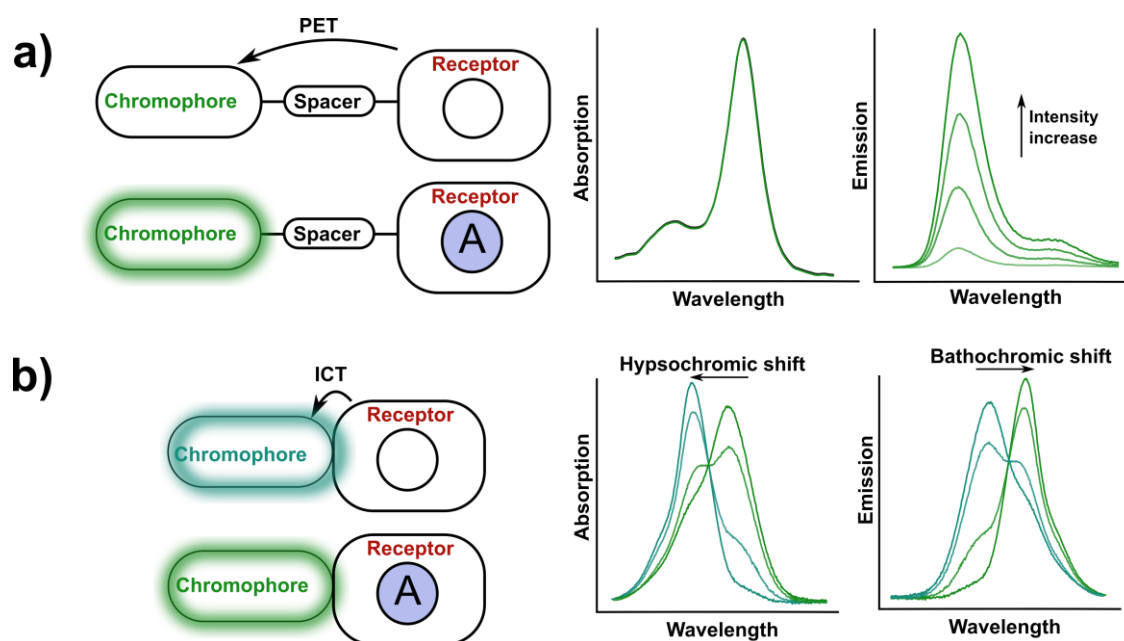 a)
PET
Chromophore
Spacer
Receptor
Chromophore
Spacer
Receptor
A
Absorption
Wavelength
Emission
Intensity
increase
Wavelength
b)
ICT
Chromophore
Receptor
Chromophore
Receptor
A
Hypsochromic shift
Absorption
Wavelength
Bathochromic shift
Emission
Wavelength